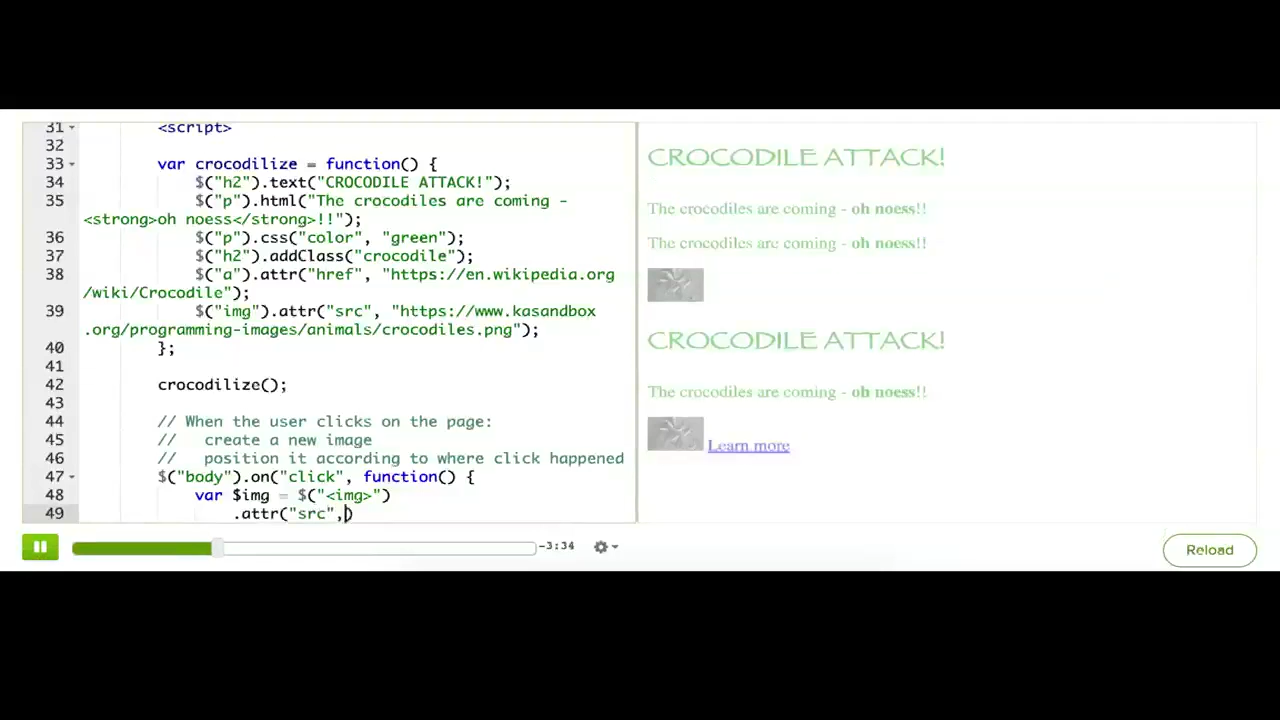 31
<script>
32
33 var crocodilize = function() {
34 $("h2").text("CROCODILE ATTACK!");
35 $("p").html("The crocodiles are coming -
<strong>oh noess</strong>!!");
36 $("p").css("color", "green");
37 $("h2").addClass("crocodile");
38 $("a").attr("href", "https://en.wikipedia.org
/wiki/Crocodile");
39 $("img").attr("src", "https://www.kasandbox
.org/programming-images/animals/crocodiles.png");
40 };
41
42 crocodilize();
43
44 // When the user clicks on the page:
45 // create a new image
46 // position it according to where click happened
47 $("body").on("click", function() {
48 var $img = $("<img>")
49 .attr("src",)
-3:34
CROCODILE ATTACK!
The crocodiles are coming - oh noess!!
The crocodiles are coming - oh noess!!
CROCODILE ATTACK!
The crocodiles are coming - oh noess!!
Learn more
Reload